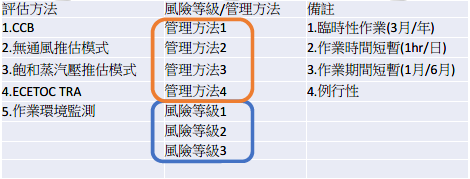 評估方法 風險等級/管理方法 備註
1.CCB 管理方法1 1.臨時性作業(3月/年)
2.無通風推估模式 管理方法2 2.作業時間短暫(1hr/日)
3.飽和蒸汽壓推估模式 管理方法3 3.作業期間短暫(1月/6月)
4.ECETOC TRA 管理方法4 4.例行性
5.作業環境監測 風險等級1
風險等級2
風險等級3